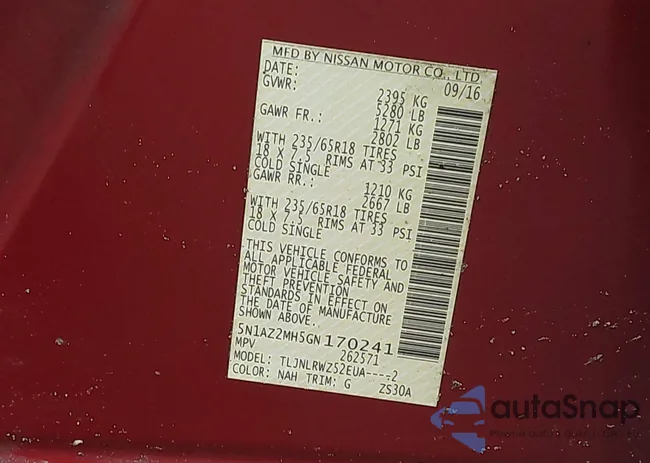 MFD BY NISSAN MOTOR CO., LTD.
DATE: 09/16
GVWR: 2395 KG
5280 LB
GAWR FR.: 1271 KG
2802 LB
WITH 235/65R18 TIRES
18 X 7.5 RIMS AT 33 PSI
COLD SINGLE
GAWR RR.: 1210 KG
2667 LB
WITH 235/65R18 TIRES
18 X 7.5 RIMS AT 33 PSI
COLD SINGLE
THIS VEHICLE CONFORMS TO
ALL APPLICABLE FEDERAL
MOTOR VEHICLE SAFETY AND
THEFT PREVENTION
STANDARDS IN EFFECT ON
THE DATE OF MANUFACTURE
SHOWN ABOVE.
5N1AZ2MH5GN170241
MPV 262571
MODEL: TLJNLRWZ52EUA----2
COLOR: NAH TRIM: G ZS30A
autaSnap